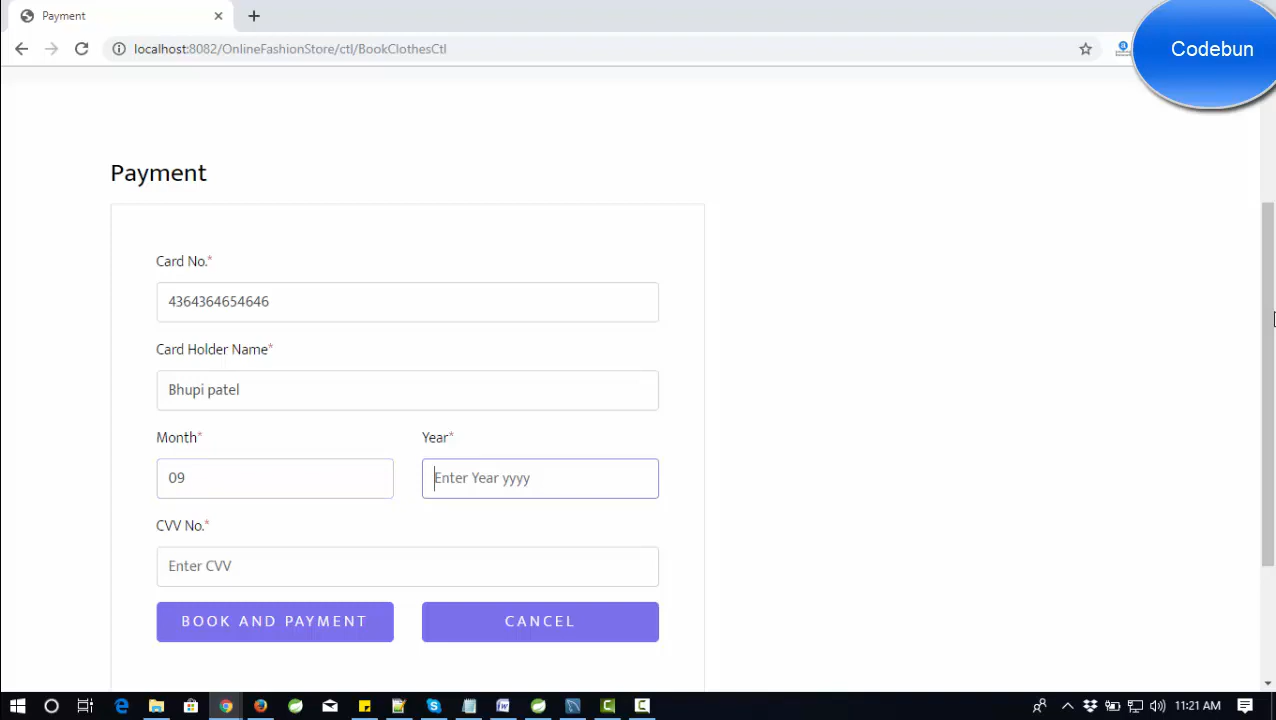 Payment
localhost:8082/OnlineFashionStore/ctl/BookClothesCtl
Codebun
Payment
Card No.*
4364364654646
Card Holder Name*
Bhupi patel
Month* Year*
09 Enter Year yyyy
CVV No.*
Enter CVV
BOOK AND PAYMENT CANCEL
11:21 AM